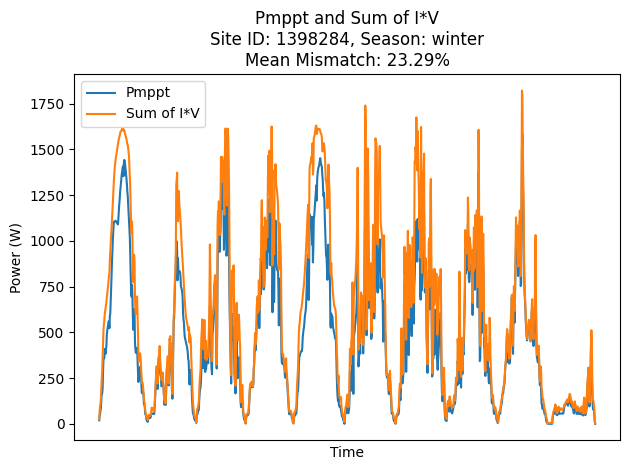 Pmppt and Sum of I*V
Site ID: 1398284, Season: winter
Mean Mismatch: 23.29%
Pmppt
Sum of I*V
1750
1500
1250
1000
750
500
250
0
Power (W)
Time